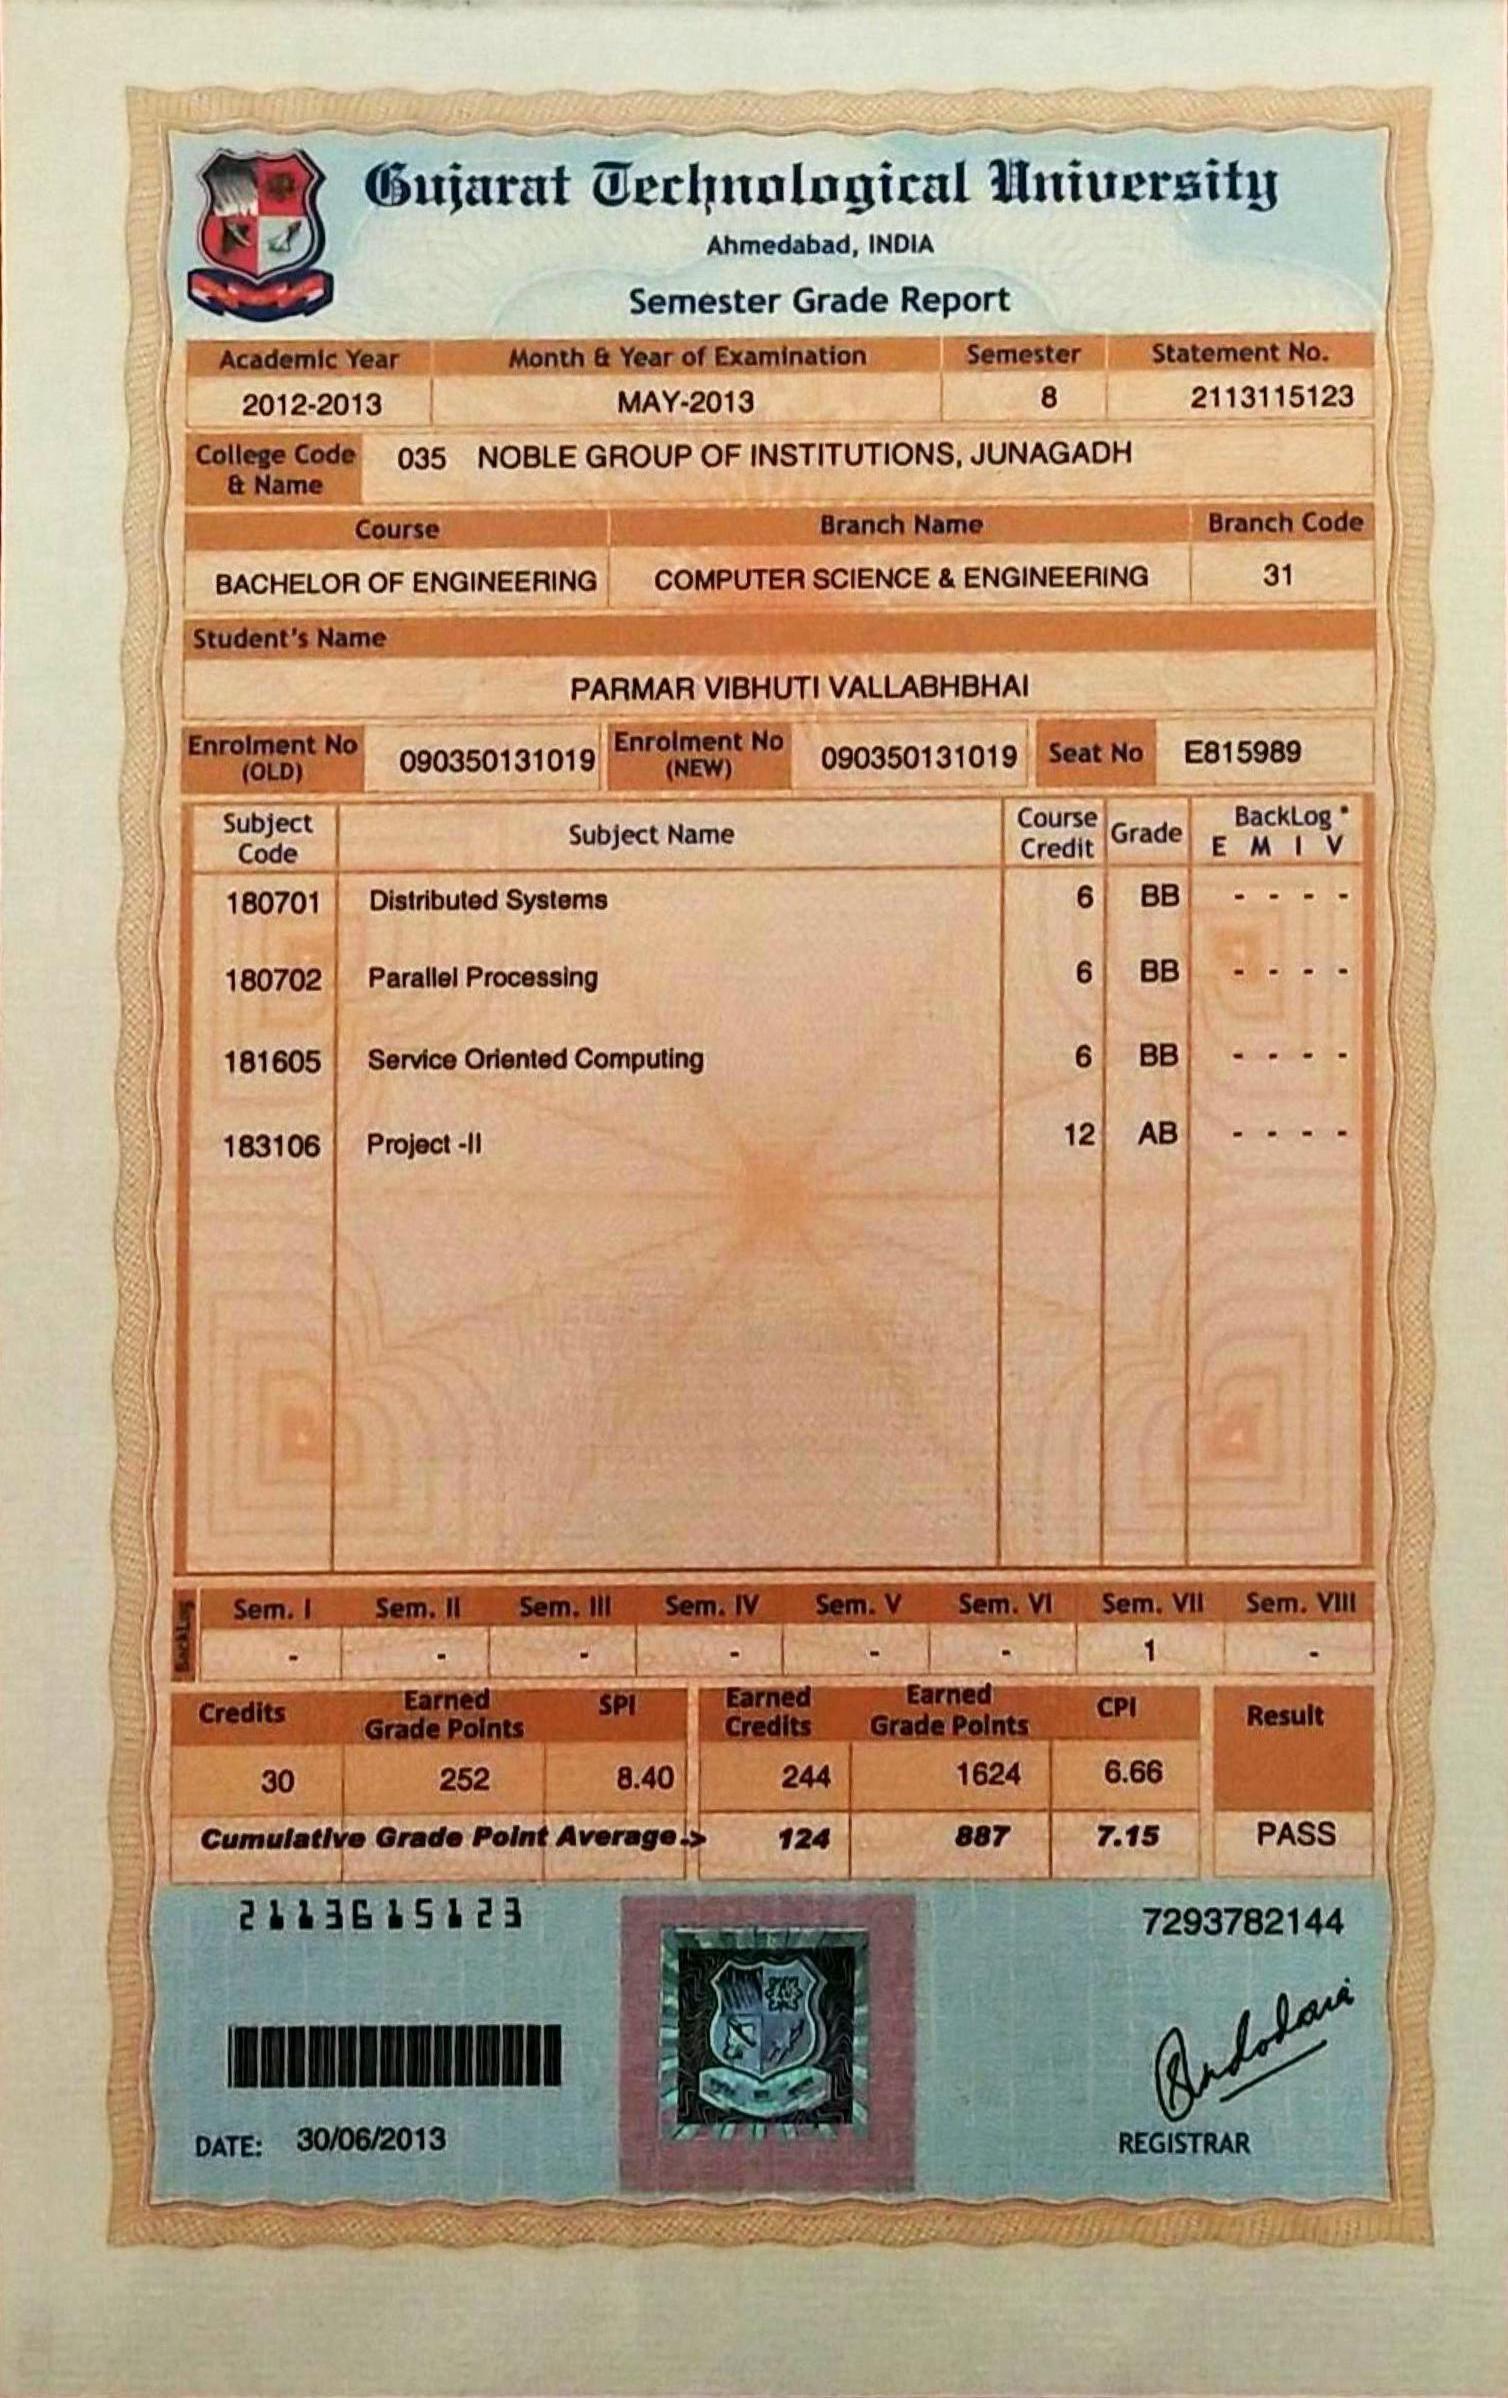 Gujarat Technological University
Ahmedabad, INDIA
Semester Grade Report
Academic Year Month & Year of Examination Semester Statement No.
2012-2013 MAY-2013 8 2113115123
College Code & Name 035 NOBLE GROUP OF INSTITUTIONS, JUNAGADH
Course Branch Name Branch Code
BACHELOR OF ENGINEERING COMPUTER SCIENCE & ENGINEERING 31
Student's Name
PARMAR VIBHUTI VALLABHBHAI
Enrolment No (OLD) 090350131019 Enrolment No (NEW) 090350131019 Seat No E815989
Subject Code Subject Name Course Credit Grade BackLog * E M I V
180701 Distributed Systems 6 BB - - - -
180702 Parallel Processing 6 BB - - - -
181605 Service Oriented Computing 6 BB - - - -
183106 Project -II 12 AB - - - -
BackLog Sem. I Sem. II Sem. III Sem. IV Sem. V Sem. VI Sem. VII Sem. VIII
- - - - - - 1 -
Credits Earned Grade Points SPI Earned Credits Earned Grade Points CPI Result
30 252 8.40 244 1624 6.66
Cumulative Grade Point Average.-> 124 887 7.15 PASS
2113615123 7293782144
DATE: 30/06/2013 REGISTRAR